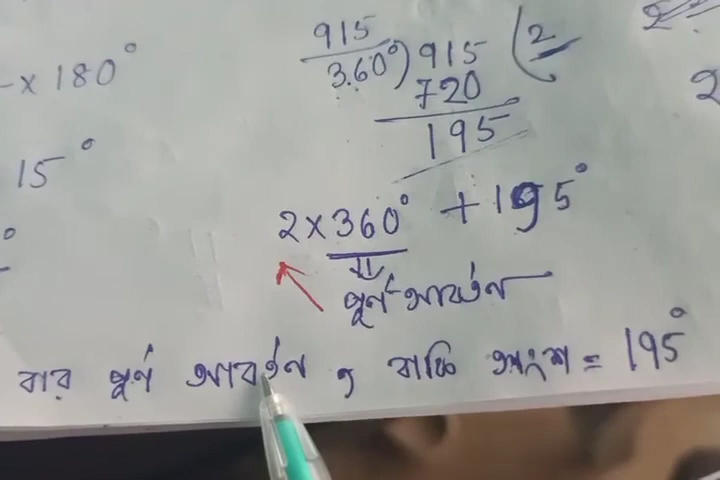 915
360°) 915 (2
720
195
- x 180°
15°
2 x 360° + 195°
পূর্ণ আবর্তন
বার পূর্ণ আবর্তন, বাকি অংশ = 195°